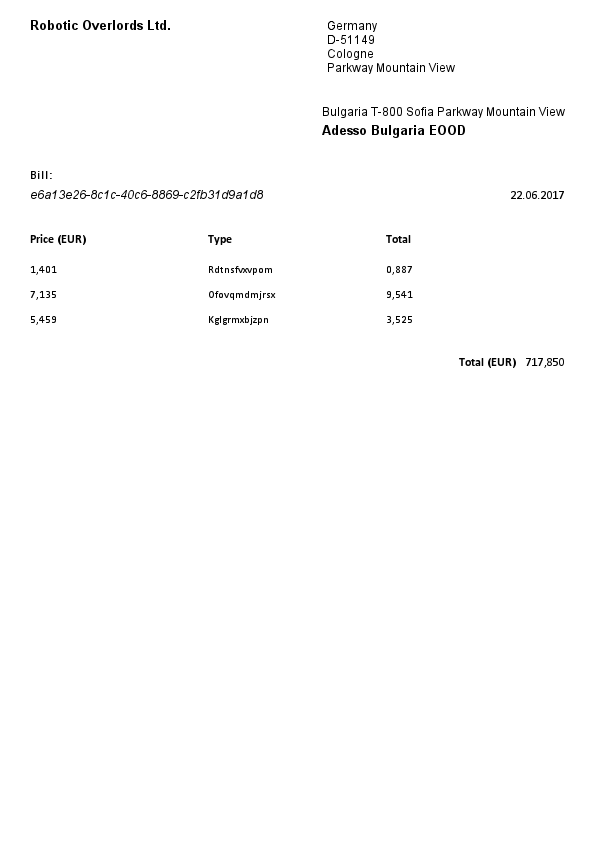 Robotic Overlords Ltd.
Germany
D-51149
Cologne
Parkway Mountain View
Bulgaria T-800 Sofia Parkway Mountain View
Adesso Bulgaria EOOD
Bill:
e6a13e26-8c1c-40c6-8869-c2fb31d9a1d8 22.06.2017
Price (EUR) Type Total
1,401 Rdtnsfvxvpom 0,887
7,135 Ofovqmdmjrsx 9,541
5,459 Kglgrmxbjzpn 3,525
Total (EUR) 717,850